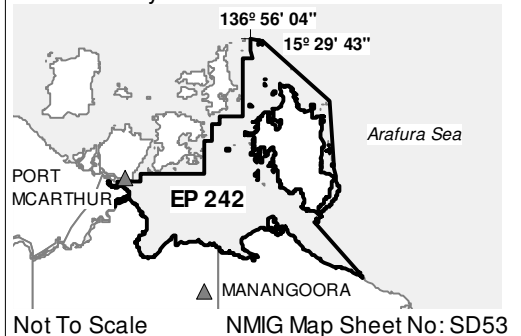 136º 56' 04"
15º 29' 43"
Arafura Sea
PORT
MCARTHUR
EP 242
MANANGOORA
Not To Scale NMIG Map Sheet No: SD53